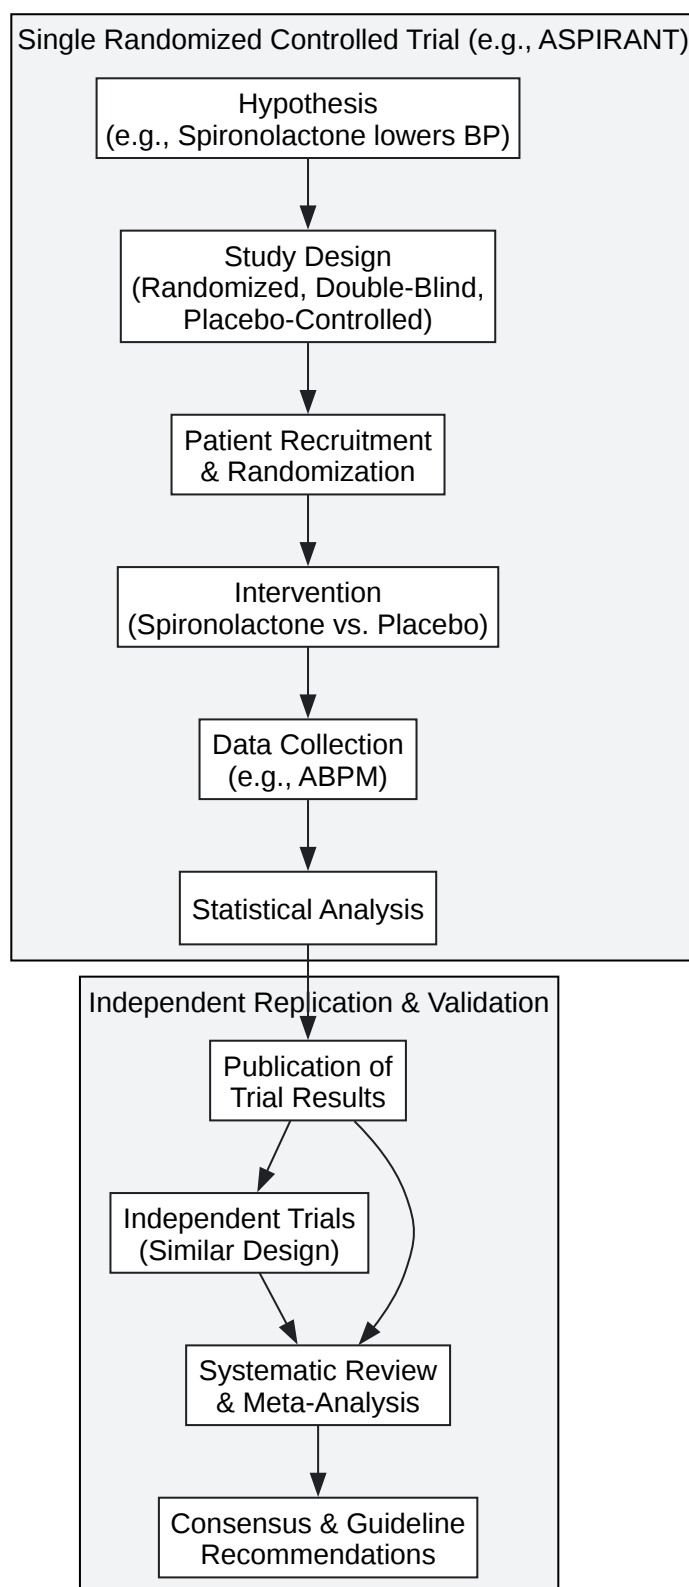 Single Randomized Controlled Trial (e.g., ASPIRANT)
Hypothesis
(e.g., Spironolactone lowers BP)
Study Design
(Randomized, Double-Blind,
Placebo-Controlled)
Patient Recruitment
& Randomization
Intervention
(Spironolactone vs. Placebo)
Data Collection
(e.g., ABPM)
Statistical Analysis
Independent Replication & Validation
Publication of
Trial Results
Independent Trials
(Similar Design)
Systematic Review
& Meta-Analysis
Consensus & Guideline
Recommendations